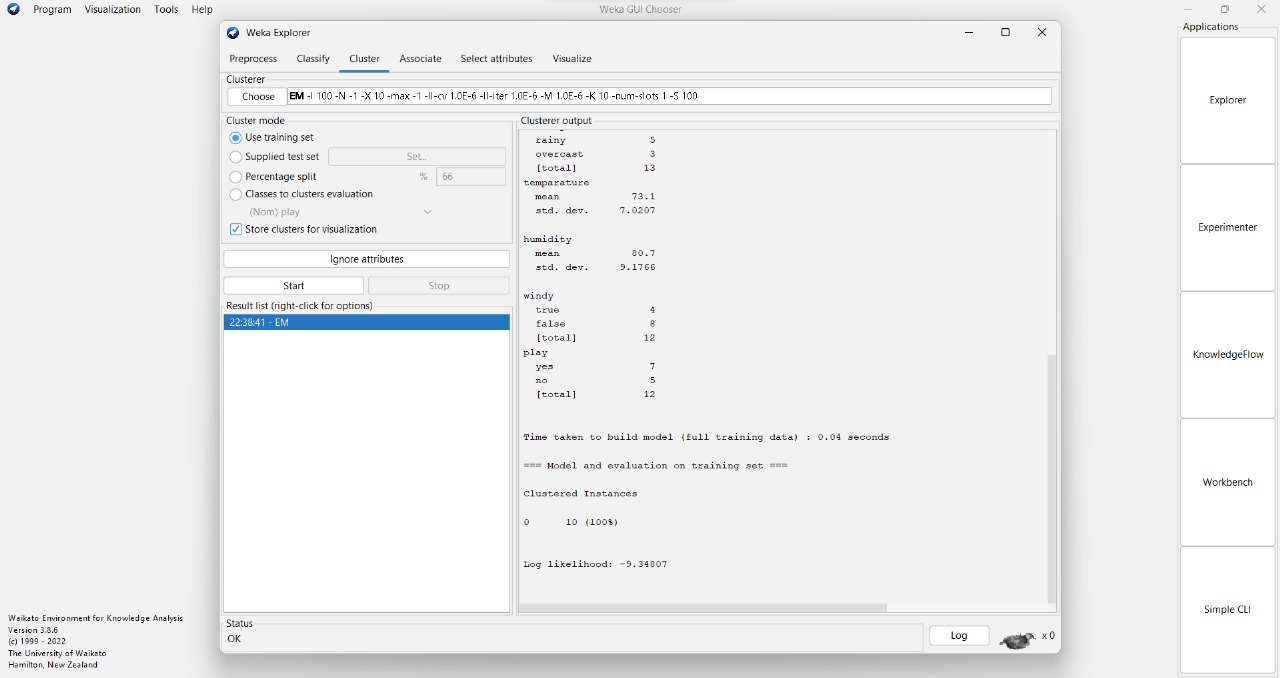 Program Visualization Tools Help
Weka GUI Chooser
Weka Explorer
Preprocess Classify Cluster Associate Select attributes Visualize
Clusterer
Choose EM -I 100 -N -1 -X 10 -max -1 -ll-cv 1.0E-6 -ll-iter 1.0E-6 -M 1.0E-6 -K 10 -num-slots 1 -S 100
Cluster mode
Use training set
Supplied test set Set...
Percentage split % 66
Classes to clusters evaluation
(Nom) play
Store clusters for visualization
Ignore attributes
Start Stop
Result list (right-click for options)
22:38:41 - EM
Clusterer output
rainy 5
overcast 3
[total] 13
temparature
mean 73.1
std. dev. 7.0207
humidity
mean 80.7
std. dev. 9.1766
windy
true 4
false 8
[total] 12
play
yes 7
no 5
[total] 12
Time taken to build model (full training data) : 0.04 seconds
=== Model and evaluation on training set ===
Clustered Instances
0 10 (100%)
Log likelihood: -9.34807
Status
OK
Log x 0
Applications
Explorer
Experimenter
KnowledgeFlow
Workbench
Simple CLI
Waikato Environment for Knowledge Analysis
Version 3.8.6
(c) 1999 - 2022
The University of Waikato
Hamilton, New Zealand